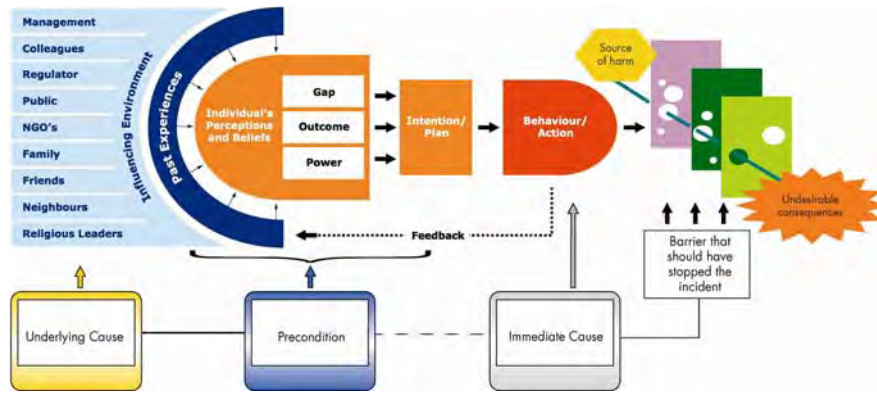 Management
Colleagues
Regulator
Public
NGO's
Family
Friends
Neighbours
Religious Leaders
Influencing Environment
Past Experiences
Individual's
Perceptions
and Beliefs
Gap
Outcome
Power
Intention/
Plan
Behaviour/
Action
Source
of harm
Undesirable
consequences
Feedback
Barrier that
should have
stopped the
incident
Underlying Cause
Precondition
Immediate Cause